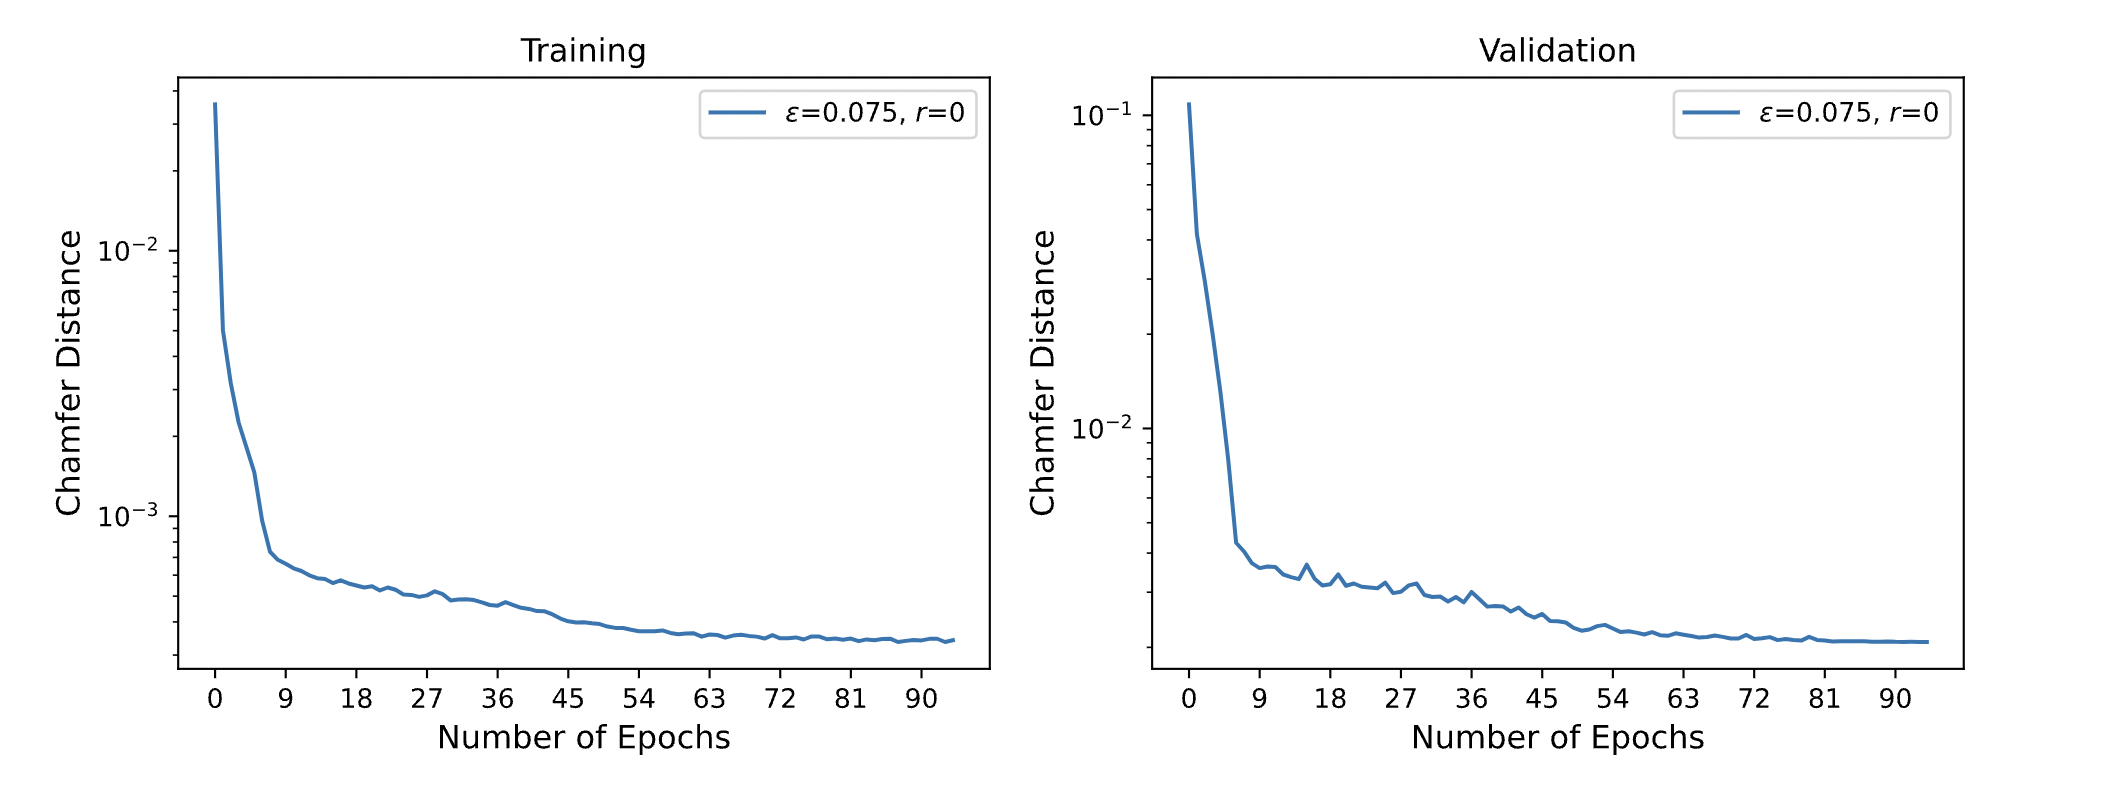 Training
ε=0.075, r=0
10⁻²
10⁻³
Chamfer Distance
0 9 18 27 36 45 54 63 72 81 90
Number of Epochs
Validation
ε=0.075, r=0
10⁻¹
10⁻²
Chamfer Distance
0 9 18 27 36 45 54 63 72 81 90
Number of Epochs